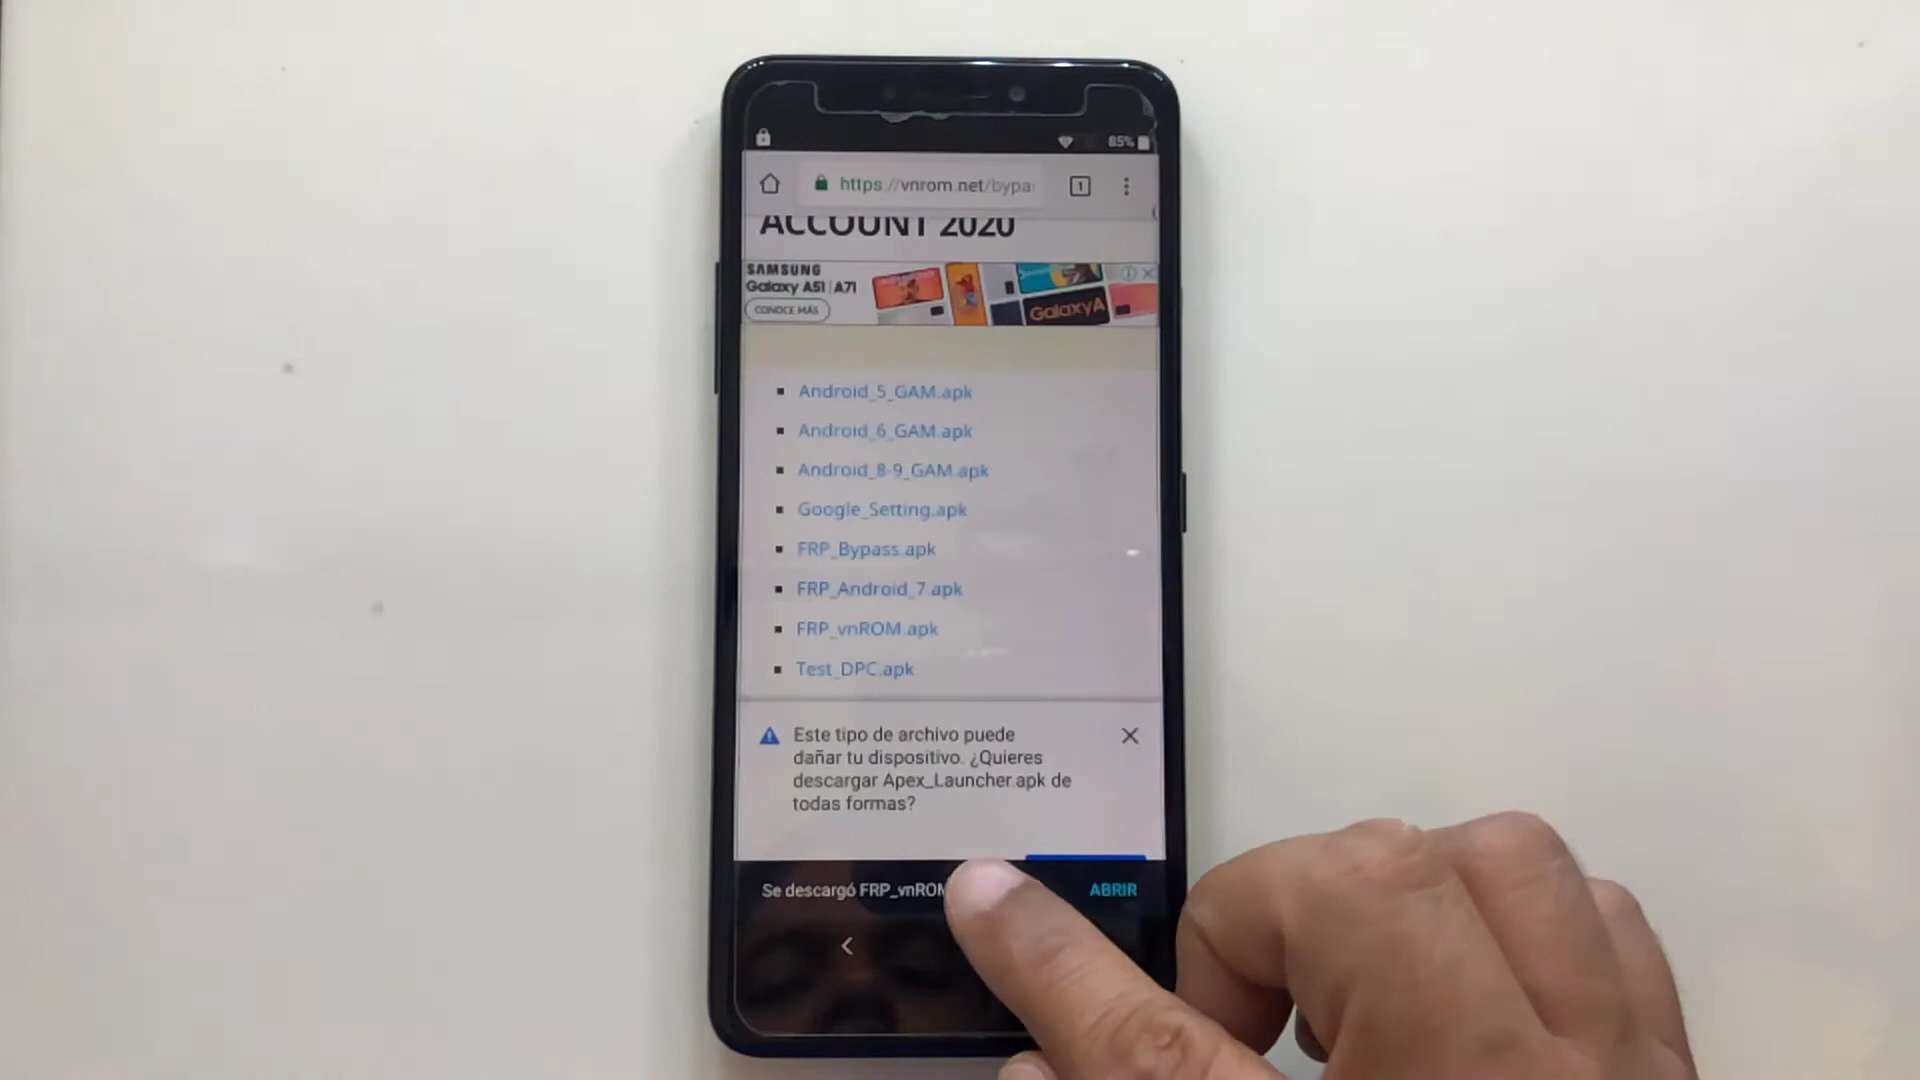 85%
https://vnrom.net/bypa
1
ACCOUNT 2020
SAMSUNG
Galaxy A51 | A71
CONOCE MÁS
GalaxyA
Android_5_GAM.apk
Android_6_GAM.apk
Android_8-9_GAM.apk
Google_Setting.apk
FRP_Bypass.apk
FRP_Android_7.apk
FRP_vnROM.apk
Test_DPC.apk
Este tipo de archivo puede
dañar tu dispositivo. ¿Quieres
descargar Apex_Launcher.apk de
todas formas?
Se descargó FRP_vnROM
ABRIR